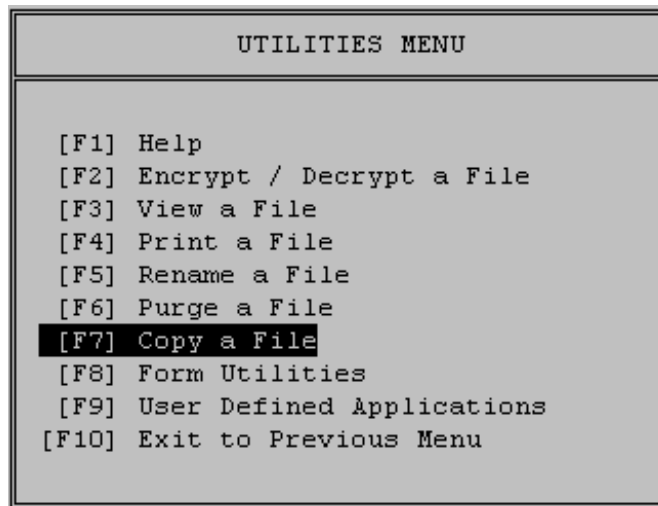 UTILITIES MENU
[F1] Help
[F2] Encrypt / Decrypt a File
[F3] View a File
[F4] Print a File
[F5] Rename a File
[F6] Purge a File
[F7] Copy a File
[F8] Form Utilities
[F9] User Defined Applications
[F10] Exit to Previous Menu